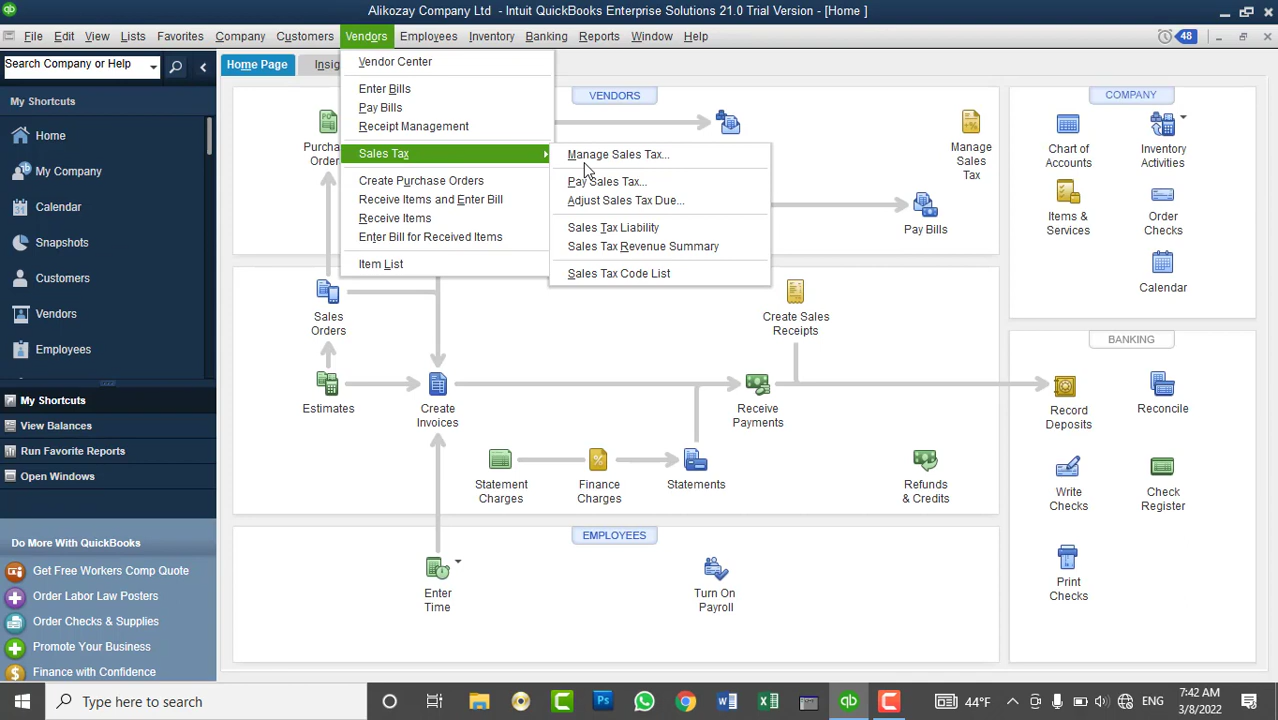 Alikozay Company Ltd - Intuit QuickBooks Enterprise Solutions 21.0 Trial Version - [Home ]
File Edit View Lists Favorites Company Customers Vendors Employees Inventory Banking Reports Window Help
48
Search Company or Help
My Shortcuts
Home
My Company
Calendar
Snapshots
Customers
Vendors
Employees
My Shortcuts
View Balances
Run Favorite Reports
Open Windows
Do More With QuickBooks
Get Free Workers Comp Quote
Order Labor Law Posters
Order Checks & Supplies
Promote Your Business
Finance with Confidence
Home Page
Vendor Center
Enter Bills
Pay Bills
Receipt Management
Sales Tax
Create Purchase Orders
Receive Items and Enter Bill
Receive Items
Enter Bill for Received Items
Item List
Manage Sales Tax...
Pay Sales Tax...
Adjust Sales Tax Due...
Sales Tax Liability
Sales Tax Revenue Summary
Sales Tax Code List
VENDORS
Manage
Sales
Tax
Pay Bills
Sales
Orders
Create Sales
Receipts
Estimates
Create
Invoices
Receive
Payments
Statement
Charges
Finance
Charges
Statements
Refunds
& Credits
EMPLOYEES
Enter
Time
Turn On
Payroll
COMPANY
Chart of
Accounts
Inventory
Activities
Items &
Services
Order
Checks
Calendar
BANKING
Record
Deposits
Reconcile
Write
Checks
Check
Register
Print
Checks
Type here to search
44°F
ENG
7:42 AM
3/8/2022